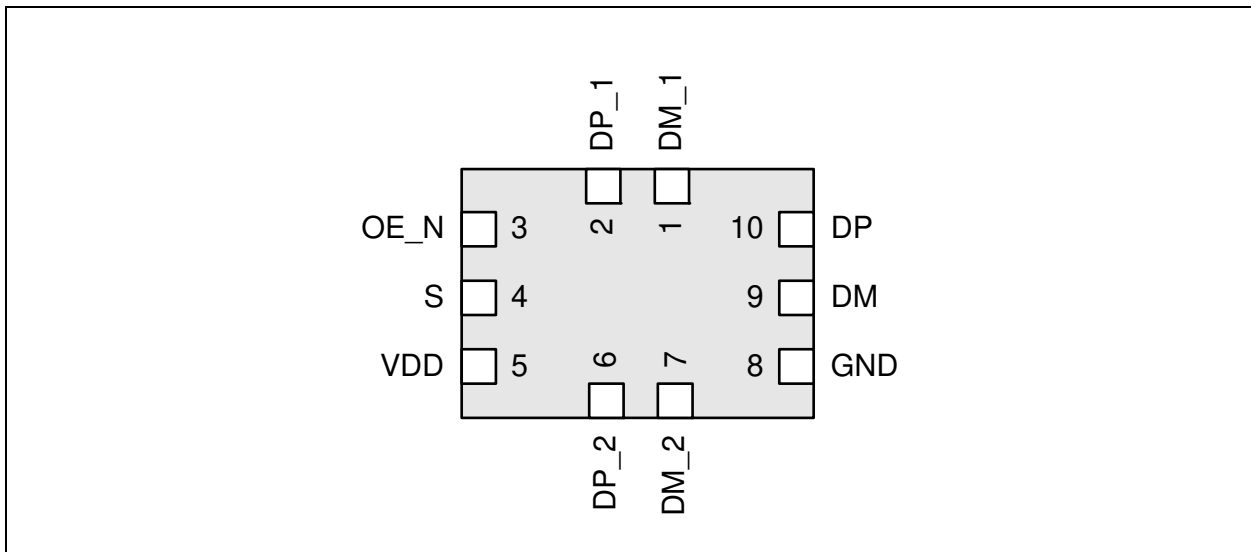 DP_1
DM_1
OE_N 3 2 1 10 DP
S 4 9 DM
VDD 5 6 7 8 GND
DP_2
DM_2